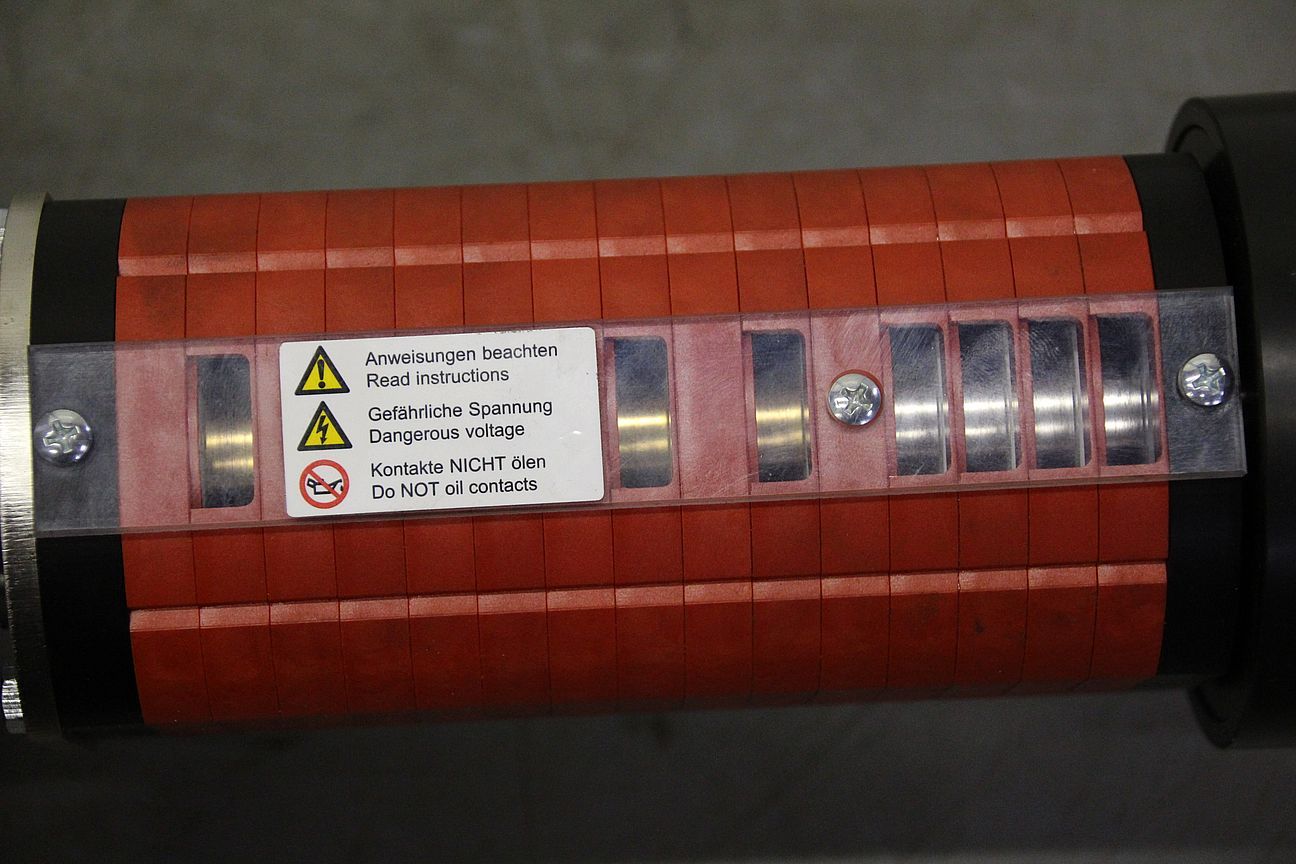 Anweisungen beachten
Read instructions
Gefährliche Spannung
Dangerous voltage
Kontakte NICHT ölen
Do NOT oil contacts